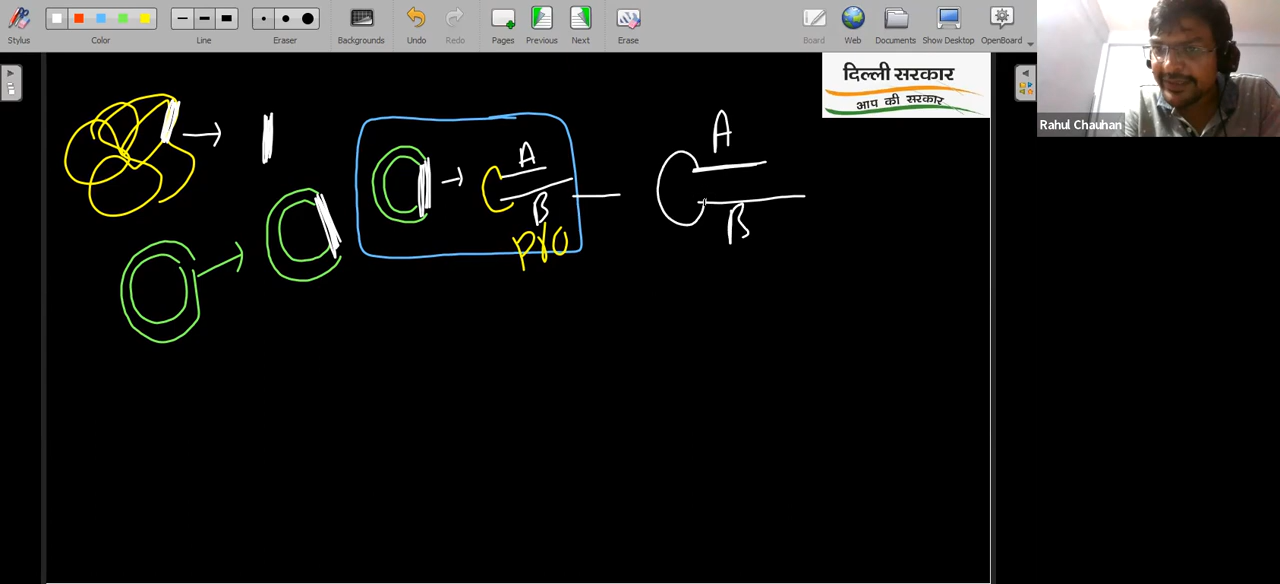 Stylus
Color
Line
Eraser
Backgrounds
Undo
Redo
Pages
Previous
Next
Erase
Board
Web
Documents
Show Desktop
OpenBoard
दिल्ली सरकार
आप की सरकार
Rahul Chauhan
A
B
pro
A
B